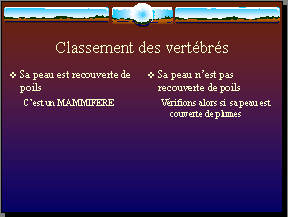 Classement des vertébrés
❖ Sa peau est recouverte de
poils
C'est un MAMMIFERE
❖ Sa peau n'est pas
recouverte de poils
Vérifions alors si sa peau est
couverte de plumes